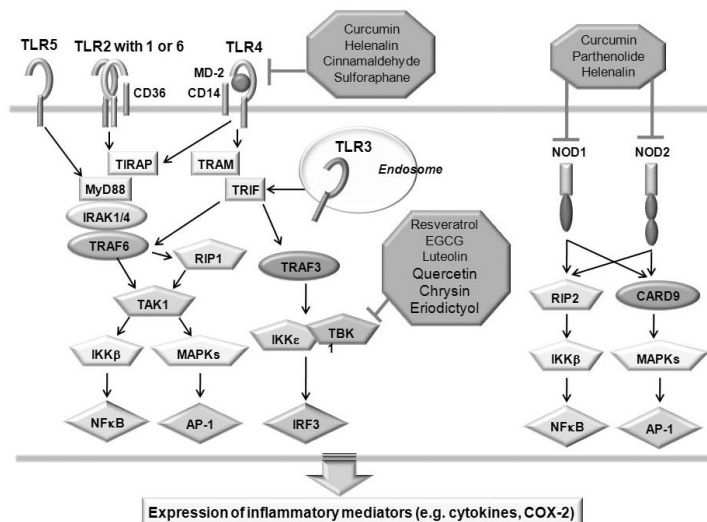 TLR5
TLR2 with 1 or 6
TLR4
MD-2
CD36
CD14
Curcumin
Helenalin
Cinnamaldehyde
Sulforaphane
Curcumin
Parthenolide
Helenalin
TIRAP
TRAM
TLR3
Endosome
NOD1
NOD2
MyD88
TRIF
IRAK1/4
TRAF6
RIP1
TRAF3
Resveratrol
EGCG
Luteolin
Quercetin
Chrysin
Eriodictyol
TAK1
RIP2
CARD9
IKKε
TBK
1
IKKβ
MAPKs
IKKβ
MAPKs
NFκB
AP-1
IRF3
NFκB
AP-1
Expression of inflammatory mediators (e.g. cytokines, COX-2)